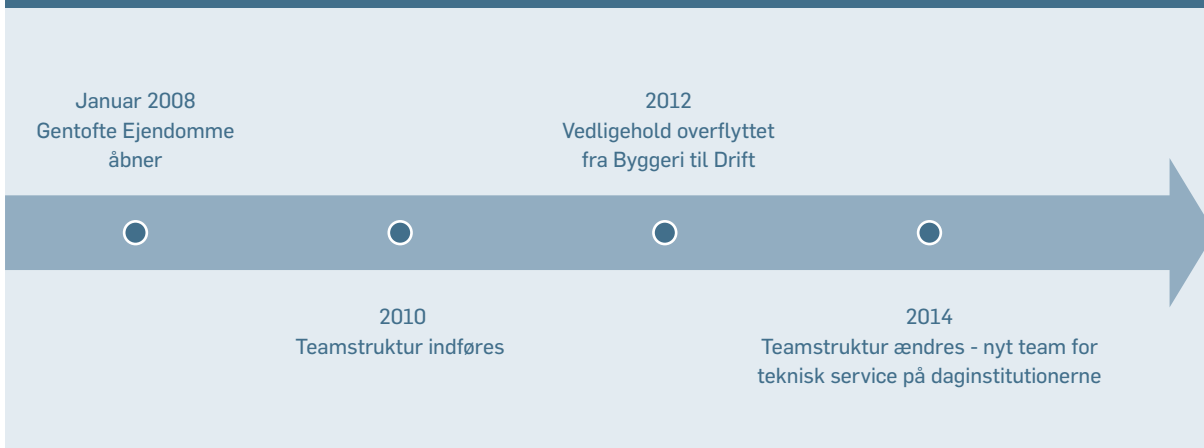 Januar 2008
Gentofte Ejendomme
åbner
2010
Teamstruktur indføres
2012
Vedligehold overflyttet
fra Byggeri til Drift
2014
Teamstruktur ændres - nyt team for
teknisk service på daginstitutionerne